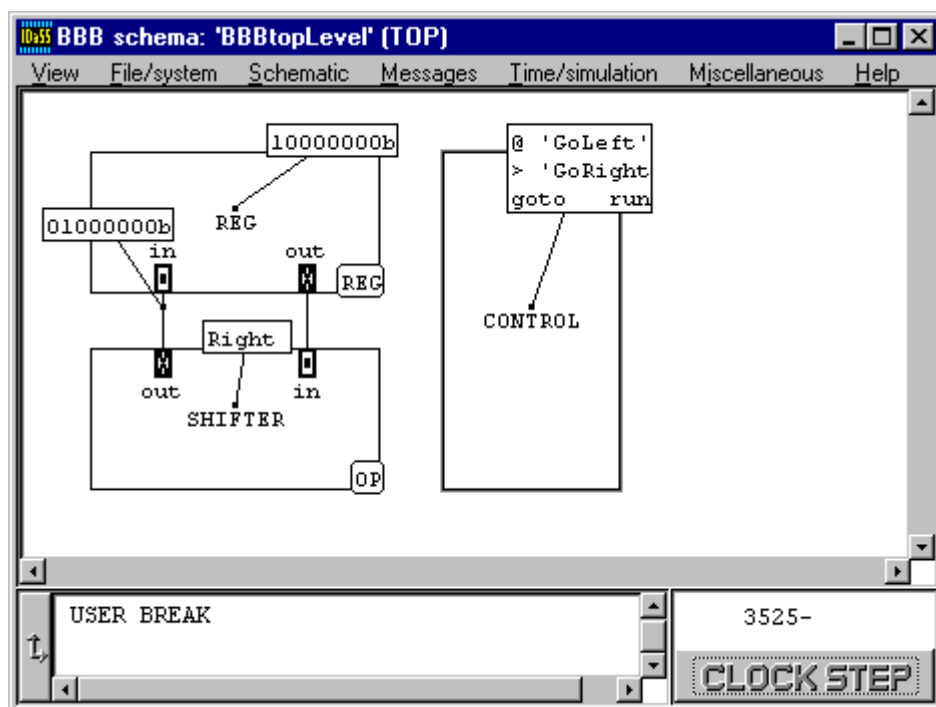 IDaSS BBB schema: 'BBBtopLevel' (TOP)
View File/system Schematic Messages Time/simulation Miscellaneous Help
10000000b
REG
01000000b
in out
REG
Right
out in
SHIFTER
OP
@ 'GoLeft'
> 'GoRight
goto run
CONTROL
USER BREAK
3525-
CLOCK STEP